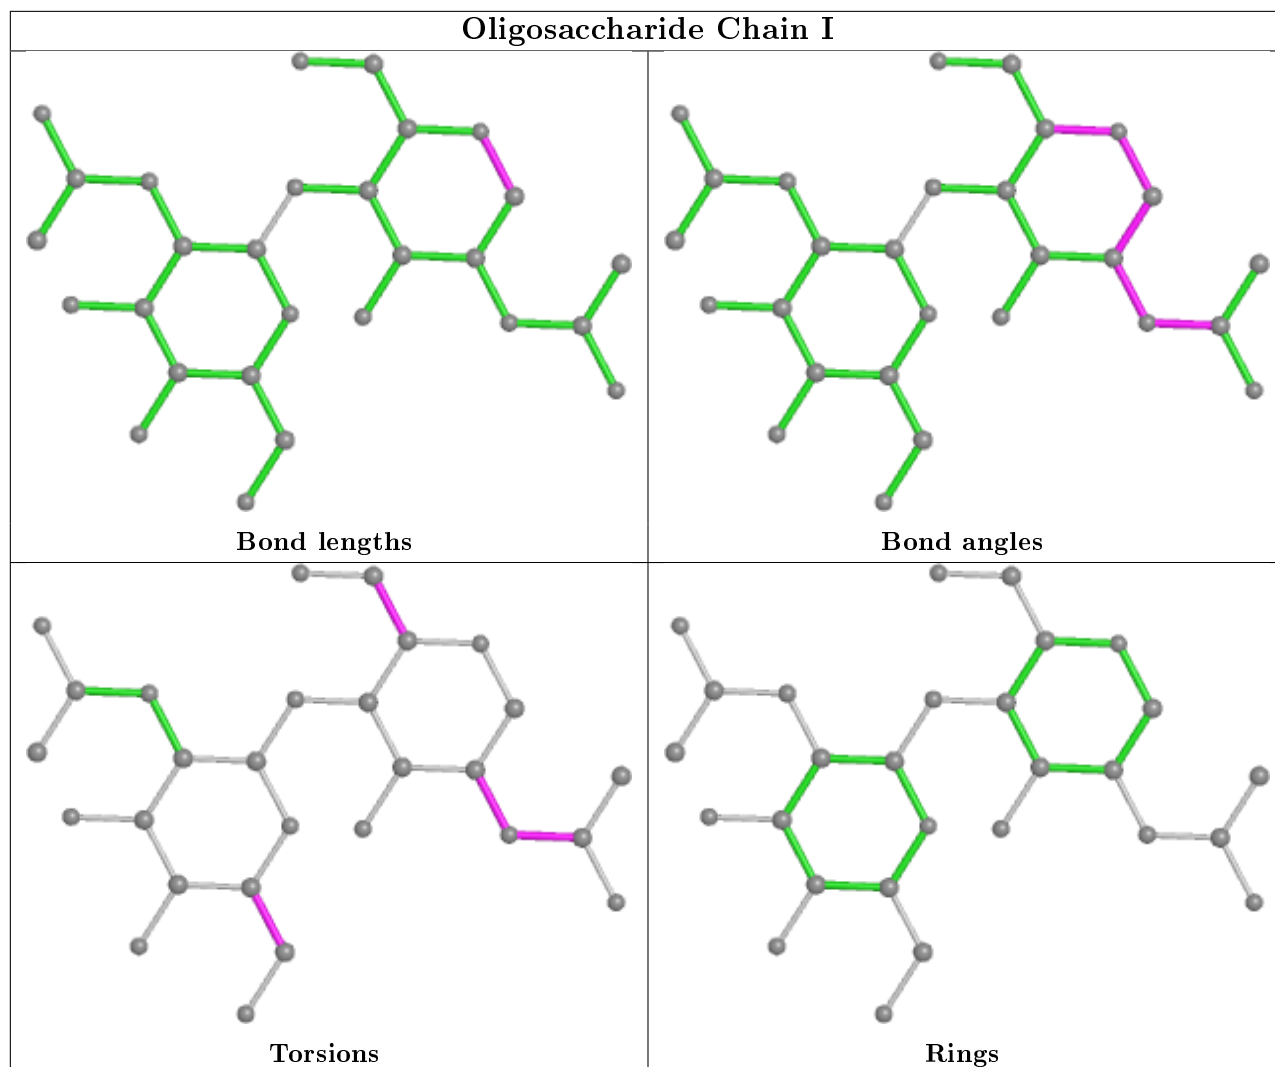 Oligosaccharide Chain I
Bond lengths
Bond angles
Torsions
Rings